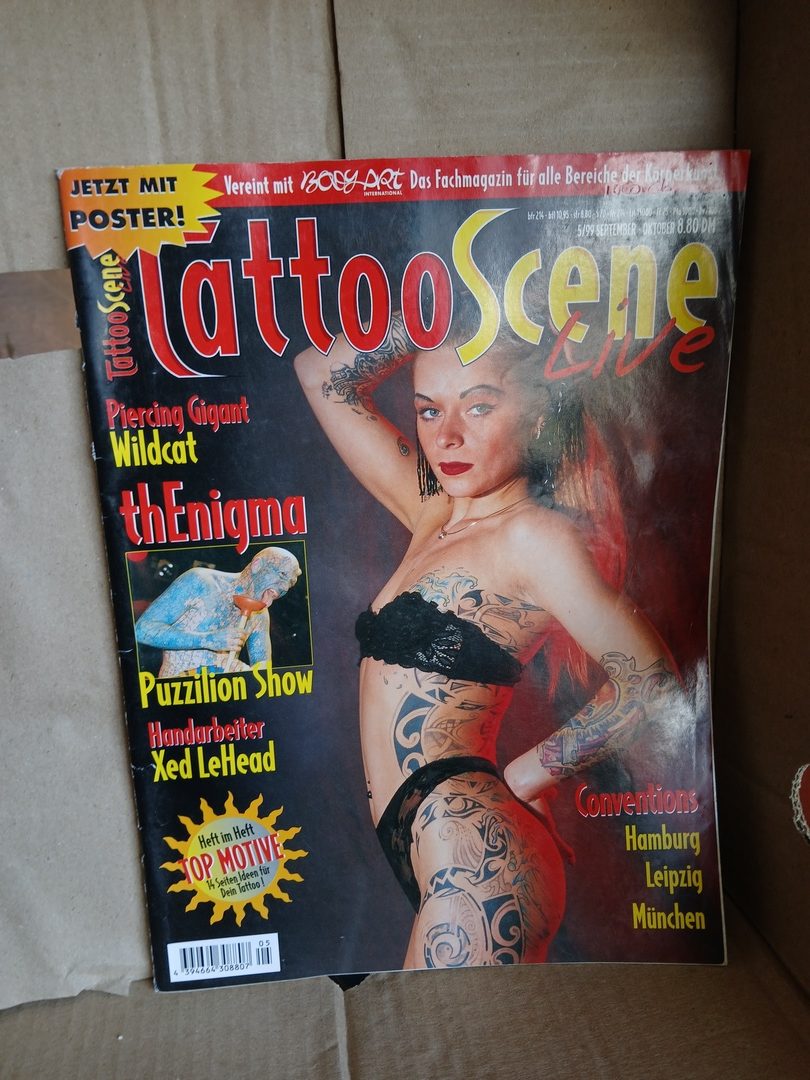 JETZT MIT
POSTER!
Vereint mit BODY ART Das Fachmagazin für alle Bereiche der Körperkunst
INTERNATIONAL
5/99 SEPTEMBER - OKTOBER 8.80 DM
TattooScene
Live
TattooScene
Live
Piercing Gigant
Wildcat
thEnigma
Puzzilion Show
Handarbeiter
Xed LeHead
Heft im Heft
TOP MOTIVE
14 Seiten Ideen für
Dein Tattoo!
Conventions
Hamburg
Leipzig
München
05
4 394664 308807